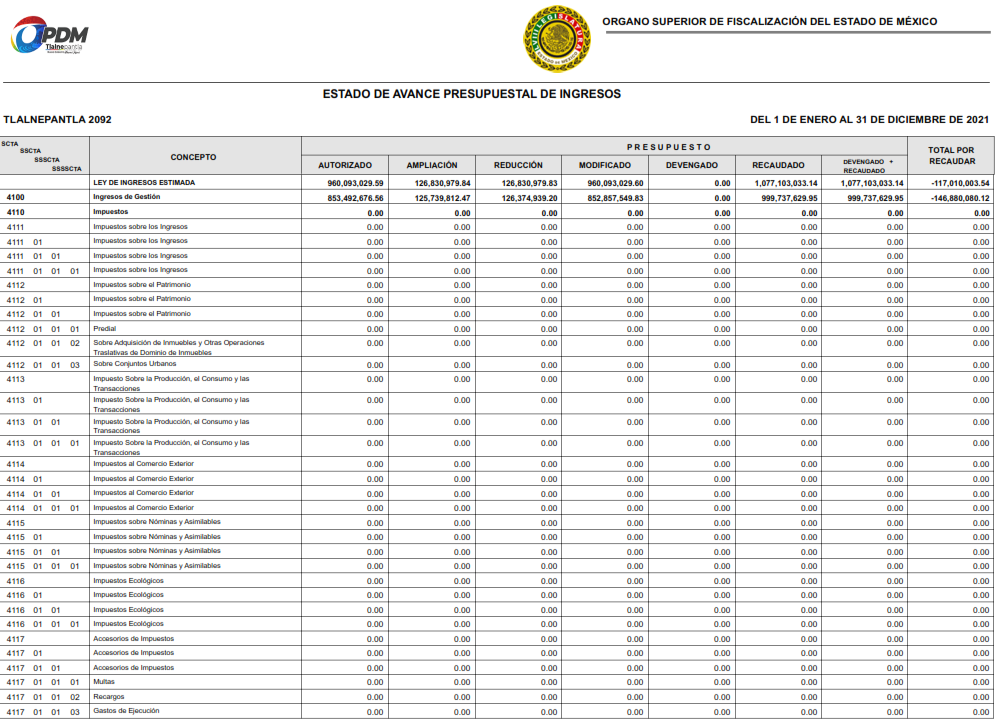 OPDM
Tlalnepantla
VIII LEGISLATURA
ESTADO DE MÉXICO
ORGANO SUPERIOR DE FISCALIZACIÓN DEL ESTADO DE MÉXICO
ESTADO DE AVANCE PRESUPUESTAL DE INGRESOS
TLALNEPANTLA 2092 DEL 1 DE ENERO AL 31 DE DICIEMBRE DE 2021
SCTA
SSCTA
SSSCTA
SSSSCTA
CONCEPTO
PRESUPUESTO
AUTORIZADO AMPLIACIÓN REDUCCIÓN MODIFICADO DEVENGADO RECAUDADO DEVENGADO + RECAUDADO
TOTAL POR RECAUDAR
LEY DE INGRESOS ESTIMADA 960,093,029.59 126,830,979.84 126,830,979.83 960,093,029.60 0.00 1,077,103,033.14 1,077,103,033.14 -117,010,003.54
4100 Ingresos de Gestión 853,492,676.56 125,739,812.47 126,374,939.20 852,857,549.83 0.00 999,737,629.95 999,737,629.95 -146,880,080.12
4110 Impuestos 0.00 0.00 0.00 0.00 0.00 0.00 0.00 0.00
4111 Impuestos sobre los Ingresos 0.00 0.00 0.00 0.00 0.00 0.00 0.00 0.00
4111 01 Impuestos sobre los Ingresos 0.00 0.00 0.00 0.00 0.00 0.00 0.00 0.00
4111 01 01 Impuestos sobre los Ingresos 0.00 0.00 0.00 0.00 0.00 0.00 0.00 0.00
4111 01 01 01 Impuestos sobre los Ingresos 0.00 0.00 0.00 0.00 0.00 0.00 0.00 0.00
4112 Impuestos sobre el Patrimonio 0.00 0.00 0.00 0.00 0.00 0.00 0.00 0.00
4112 01 Impuestos sobre el Patrimonio 0.00 0.00 0.00 0.00 0.00 0.00 0.00 0.00
4112 01 01 Impuestos sobre el Patrimonio 0.00 0.00 0.00 0.00 0.00 0.00 0.00 0.00
4112 01 01 01 Predial 0.00 0.00 0.00 0.00 0.00 0.00 0.00 0.00
4112 01 01 02 Sobre Adquisición de Inmuebles y Otras Operaciones 0.00 0.00 0.00 0.00 0.00 0.00 0.00 0.00
Traslativas de Dominio de Inmuebles
4112 01 01 03 Sobre Conjuntos Urbanos 0.00 0.00 0.00 0.00 0.00 0.00 0.00 0.00
4113 Impuesto Sobre la Producción, el Consumo y las 0.00 0.00 0.00 0.00 0.00 0.00 0.00 0.00
Transacciones
4113 01 Impuesto Sobre la Producción, el Consumo y las 0.00 0.00 0.00 0.00 0.00 0.00 0.00 0.00
Transacciones
4113 01 01 Impuesto Sobre la Producción, el Consumo y las 0.00 0.00 0.00 0.00 0.00 0.00 0.00 0.00
Transacciones
4113 01 01 01 Impuesto Sobre la Producción, el Consumo y las 0.00 0.00 0.00 0.00 0.00 0.00 0.00 0.00
Transacciones
4114 Impuestos al Comercio Exterior 0.00 0.00 0.00 0.00 0.00 0.00 0.00 0.00
4114 01 Impuestos al Comercio Exterior 0.00 0.00 0.00 0.00 0.00 0.00 0.00 0.00
4114 01 01 Impuestos al Comercio Exterior 0.00 0.00 0.00 0.00 0.00 0.00 0.00 0.00
4114 01 01 01 Impuestos al Comercio Exterior 0.00 0.00 0.00 0.00 0.00 0.00 0.00 0.00
4115 Impuestos sobre Nóminas y Asimilables 0.00 0.00 0.00 0.00 0.00 0.00 0.00 0.00
4115 01 Impuestos sobre Nóminas y Asimilables 0.00 0.00 0.00 0.00 0.00 0.00 0.00 0.00
4115 01 01 Impuestos sobre Nóminas y Asimilables 0.00 0.00 0.00 0.00 0.00 0.00 0.00 0.00
4115 01 01 01 Impuestos sobre Nóminas y Asimilables 0.00 0.00 0.00 0.00 0.00 0.00 0.00 0.00
4116 Impuestos Ecológicos 0.00 0.00 0.00 0.00 0.00 0.00 0.00 0.00
4116 01 Impuestos Ecológicos 0.00 0.00 0.00 0.00 0.00 0.00 0.00 0.00
4116 01 01 Impuestos Ecológicos 0.00 0.00 0.00 0.00 0.00 0.00 0.00 0.00
4116 01 01 01 Impuestos Ecológicos 0.00 0.00 0.00 0.00 0.00 0.00 0.00 0.00
4117 Accesorios de Impuestos 0.00 0.00 0.00 0.00 0.00 0.00 0.00 0.00
4117 01 Accesorios de Impuestos 0.00 0.00 0.00 0.00 0.00 0.00 0.00 0.00
4117 01 01 Accesorios de Impuestos 0.00 0.00 0.00 0.00 0.00 0.00 0.00 0.00
4117 01 01 01 Multas 0.00 0.00 0.00 0.00 0.00 0.00 0.00 0.00
4117 01 01 02 Recargos 0.00 0.00 0.00 0.00 0.00 0.00 0.00 0.00
4117 01 01 03 Gastos de Ejecución 0.00 0.00 0.00 0.00 0.00 0.00 0.00 0.00